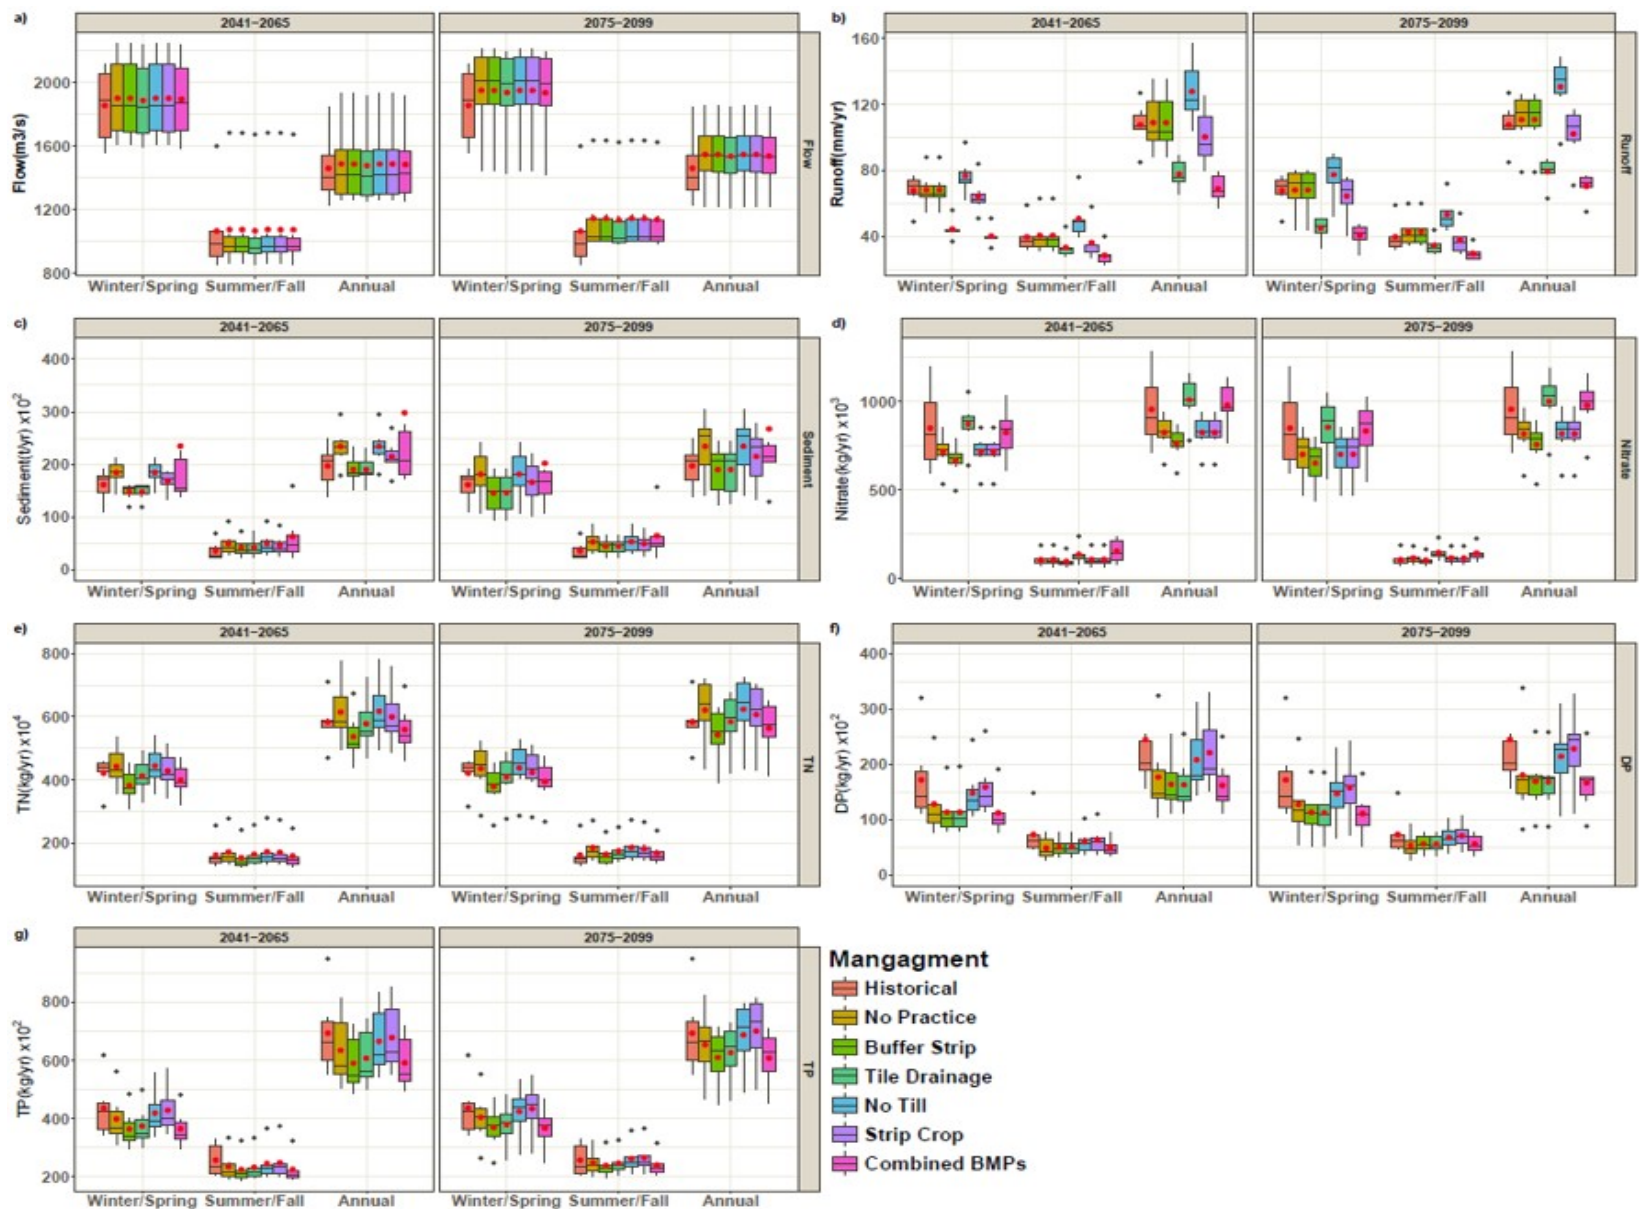 a)
2041-2065
2075-2099
Flow(m3/s)
2000
1600
1200
800
Flow
Winter/Spring Summer/Fall Annual
Winter/Spring Summer/Fall Annual
b)
2041-2065
2075-2099
Runoff(mm/yr)
160
120
80
40
Runoff
Winter/Spring Summer/Fall Annual
Winter/Spring Summer/Fall Annual
c)
2041-2065
2075-2099
Sediment(t/yr) x10²
400
300
200
100
0
Sediment
Winter/Spring Summer/Fall Annual
Winter/Spring Summer/Fall Annual
d)
2041-2065
2075-2099
Nitrate(kg/yr) x10³
1000
500
0
Nitrate
Winter/Spring Summer/Fall Annual
Winter/Spring Summer/Fall Annual
e)
2041-2065
2075-2099
TN(kg/yr) x10⁴
800
600
400
200
TN
Winter/Spring Summer/Fall Annual
Winter/Spring Summer/Fall Annual
f)
2041-2065
2075-2099
DP(kg/yr) x10²
400
300
200
100
0
DP
Winter/Spring Summer/Fall Annual
Winter/Spring Summer/Fall Annual
g)
2041-2065
2075-2099
TP(kg/yr) x10²
800
600
400
200
TP
Winter/Spring Summer/Fall Annual
Winter/Spring Summer/Fall Annual
Mangagment
Historical
No Practice
Buffer Strip
Tile Drainage
No Till
Strip Crop
Combined BMPs